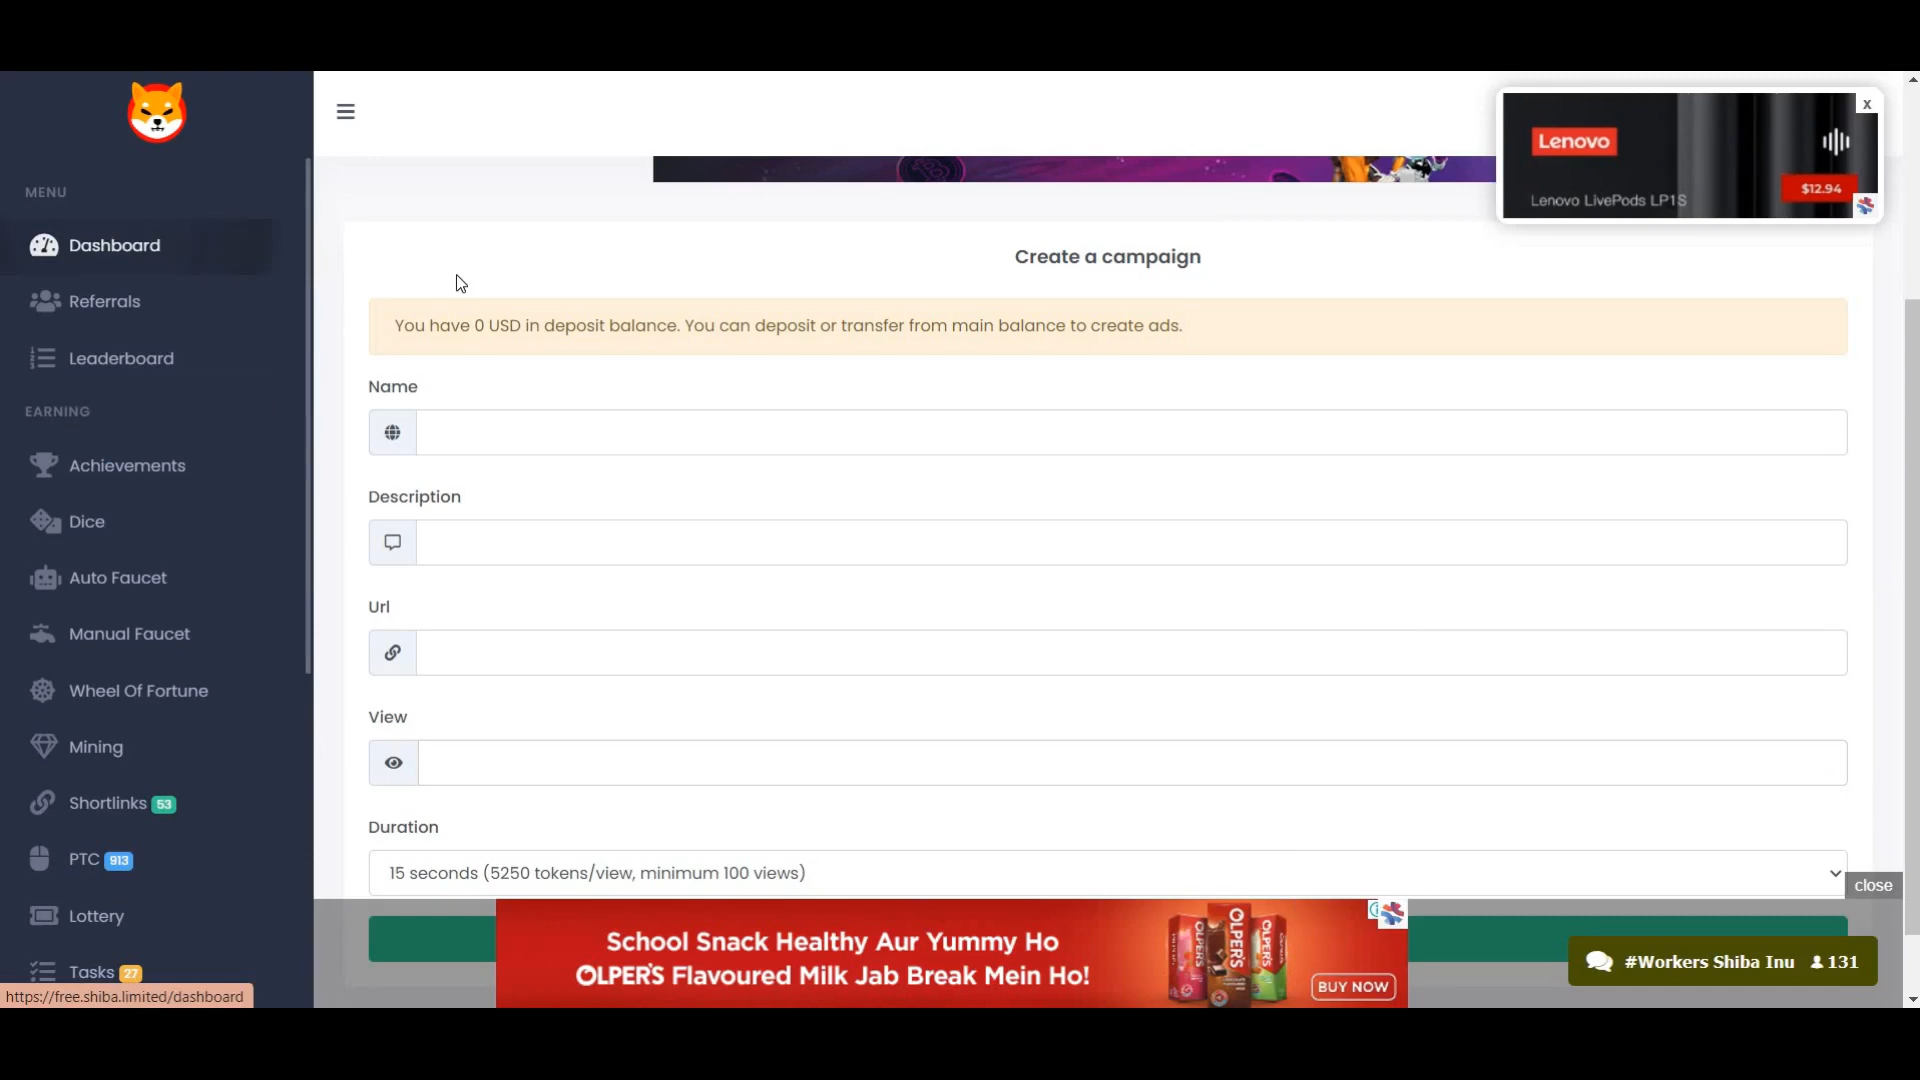 MENU
Dashboard
Referrals
Leaderboard
EARNING
Achievements
Dice
Auto Faucet
Manual Faucet
Wheel Of Fortune
Mining
Shortlinks 53
PTC 913
Lottery
Tasks 27
https://free.shiba.limited/dashboard
x
Lenovo
$12.94
Lenovo LivePods LP1S
Create a campaign
You have 0 USD in deposit balance. You can deposit or transfer from main balance to create ads.
Name
Description
Url
View
Duration
15 seconds (5250 tokens/view, minimum 100 views)
close
School Snack Healthy Aur Yummy Ho
OLPER'S Flavoured Milk Jab Break Mein Ho!
OLPER'S
OLPER'S
OLPER'S
BUY NOW
#Workers Shiba Inu 131